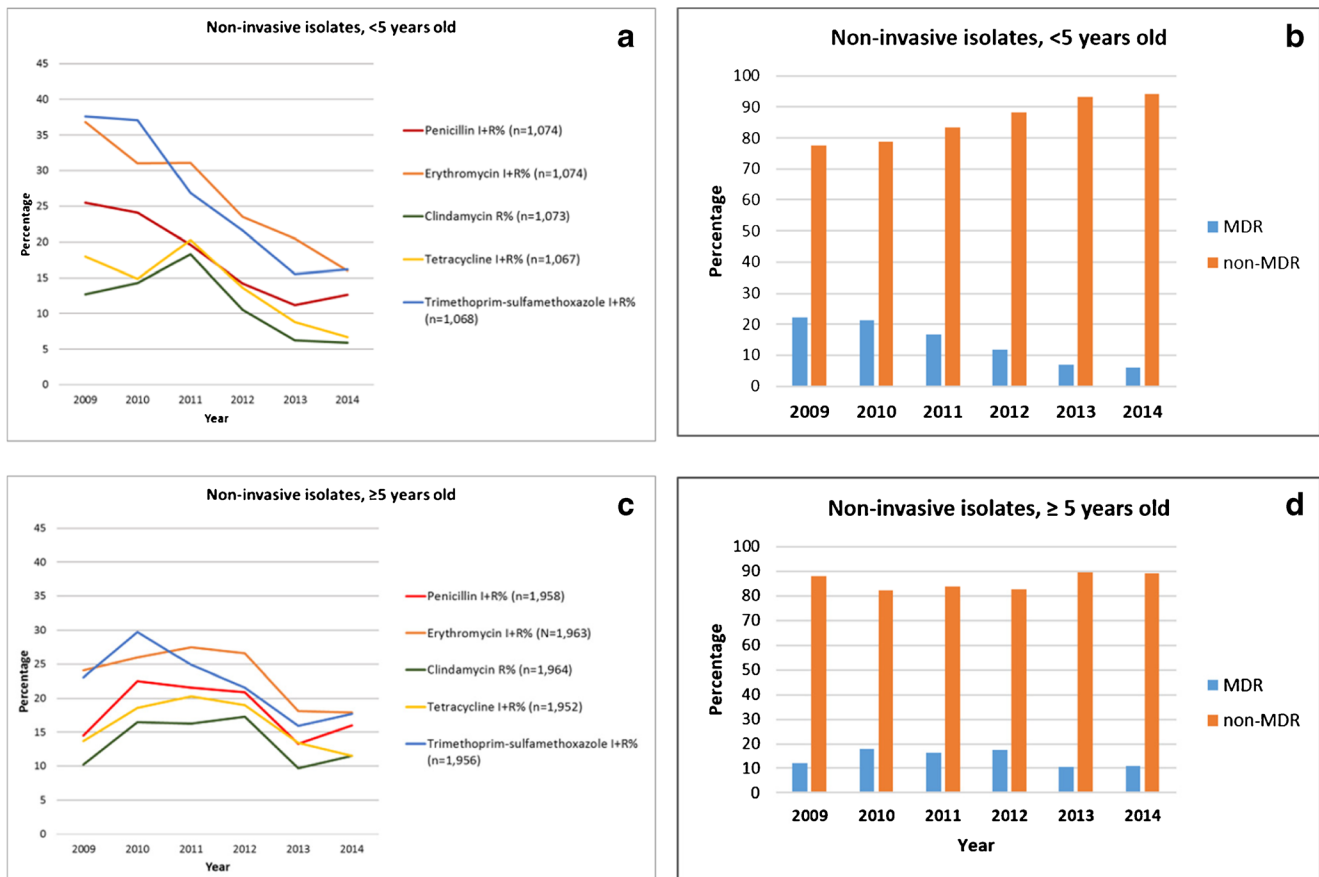 Non-invasive isolates, <5 years old
a
45
40
35
30
25
20
15
10
5
0
Percentage
2009 2010 2011 2012 2013 2014
Year
Penicillin I+R% (n=1,074)
Erythromycin I+R% (n=1,074)
Clindamycin R% (n=1,073)
Tetracycline I+R% (n=1,067)
Trimethoprim-sulfamethoxazole I+R%
(n=1,068)
Non-invasive isolates, <5 years old
b
100
90
80
70
60
50
40
30
20
10
0
Percentage
2009 2010 2011 2012 2013 2014
MDR
non-MDR
Non-invasive isolates, ≥5 years old
c
45
40
35
30
25
20
15
10
5
0
Percentage
2009 2010 2011 2012 2013 2014
Year
Penicillin I+R% (n=1,958)
Erythromycin I+R% (N=1,963)
Clindamycin R% (n=1,964)
Tetracycline I+R% (n=1,952)
Trimethoprim-sulfamethoxazole I+R%
(n=1,956)
Non-invasive isolates, ≥ 5 years old
d
100
90
80
70
60
50
40
30
20
10
0
Percentage
2009 2010 2011 2012 2013 2014
Year
MDR
non-MDR